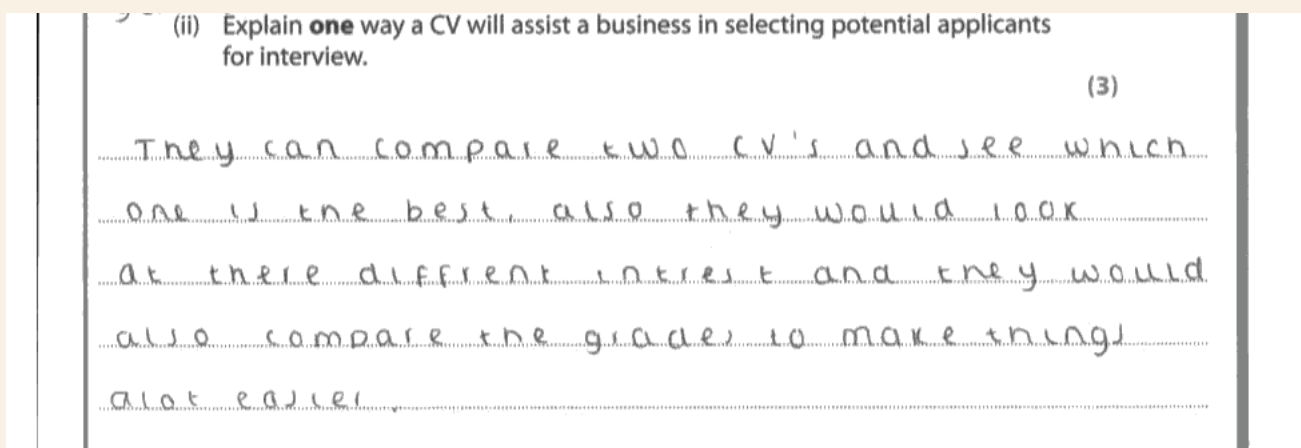 (ii) Explain one way a CV will assist a business in selecting potential applicants
for interview.
(3)
They can compare two CV's and see which
one is the best, also they would look
at there diffrent intrest and they would
also compare the grades to make things
alot easier.